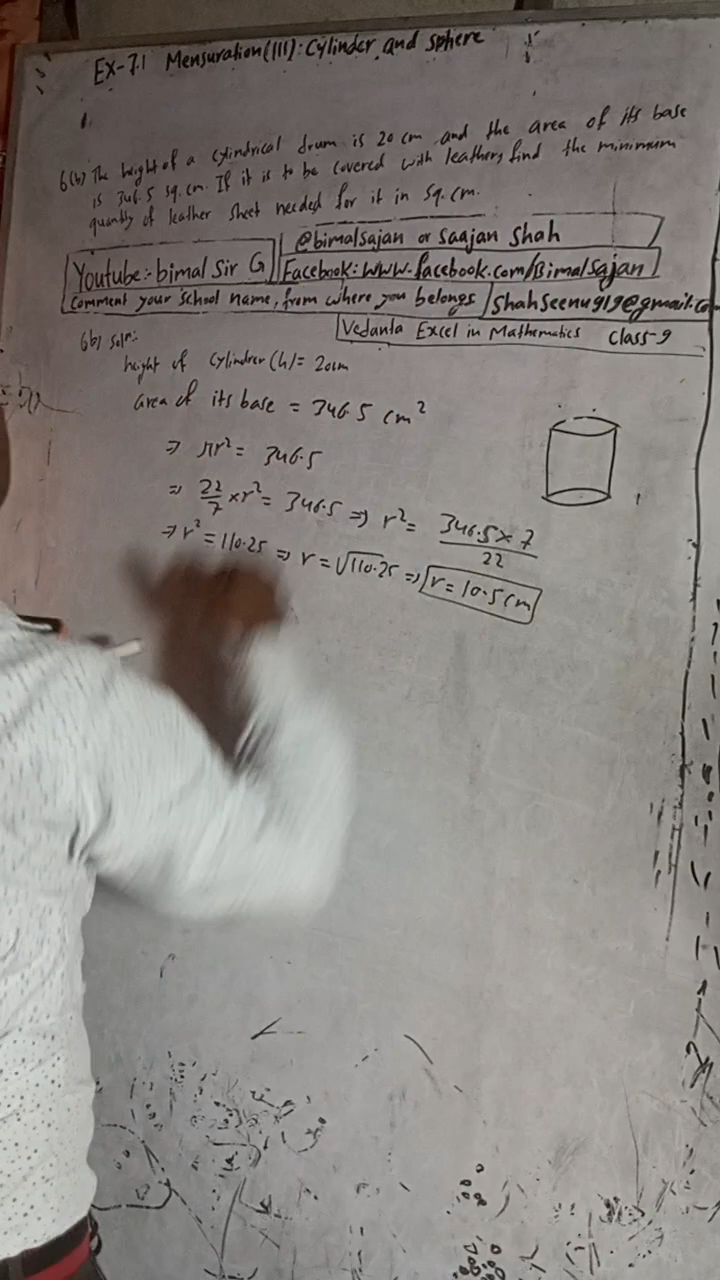 Ex-7.1 Mensuration(III): Cylinder and sphere
6(b) The height of a cylindrical drum is 20 cm and the area of its base
is 346.5 sq.cm. If it is to be covered with leathers find the minimum
quantity of leather sheet needed for it in sq.cm.
@bimalsajan or Saajan Shah
Youtube:- bimal Sir G
Facebook: www.facebook.com/Bimalsajan
Comment your school name, from where you belongs
shahseenu919@gmail.co
Vedanta Excel in Mathematics Class-9
6b) Soln:
height of cylindrer (h) = 20cm
area of its base = 346.5 cm²
⇒ πr² = 346.5
⇒ 22/7 × r² = 346.5 ⇒ r² = 346.5×7/22
⇒ r² = 110.25 ⇒ r = √110.25 ⇒ r = 10.5cm